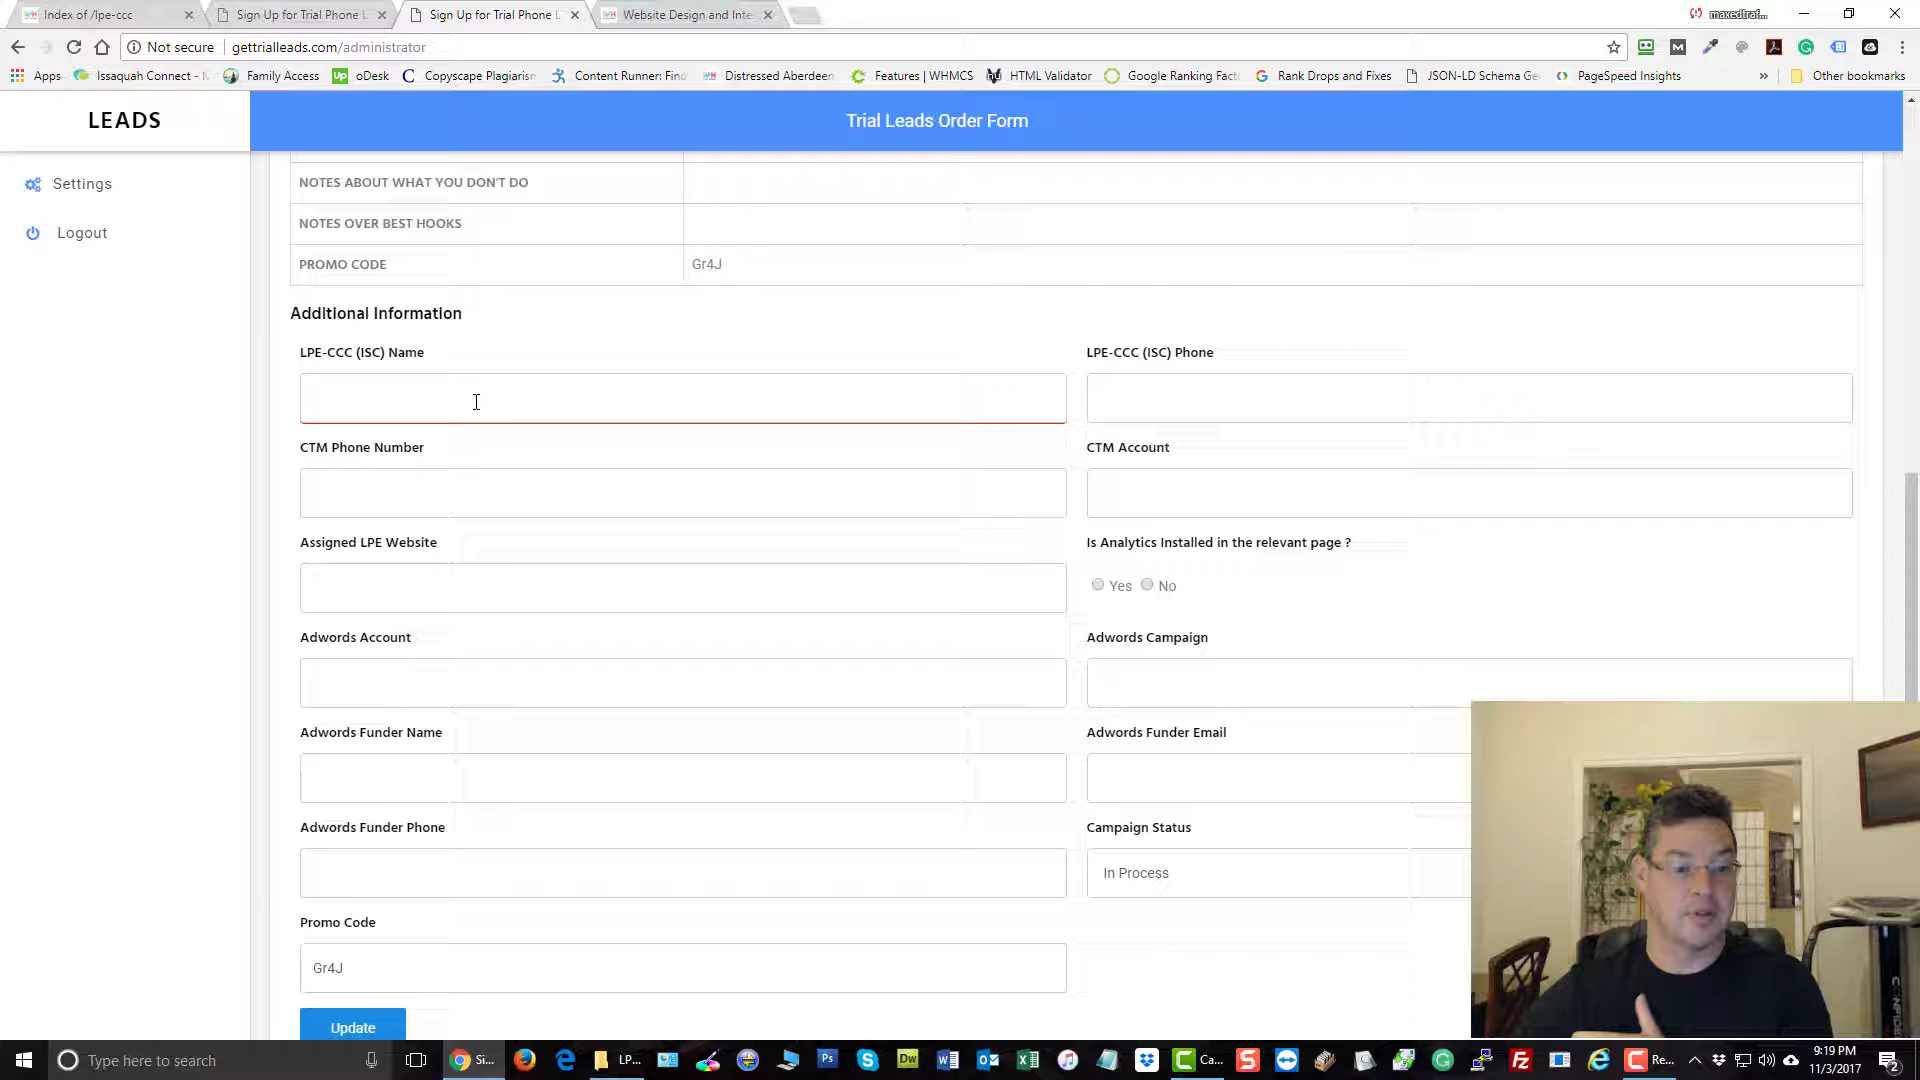 Index of /lpe-ccc
Sign Up for Trial Phone L
Sign Up for Trial Phone L
Website Design and Inte
Not secure
gettrialleads.com/administrator
Apps
Issaquah Connect -
Family Access
oDesk
Copyscape Plagiarism
Content Runner: Find
Distressed Aberdeen
Features | WHMCS
HTML Validator
Google Ranking Fact
Rank Drops and Fixes
JSON-LD Schema Ge
PageSpeed Insights
»
Other bookmarks
LEADS
Trial Leads Order Form
Settings
Logout
NOTES ABOUT WHAT YOU DON'T DO
NOTES OVER BEST HOOKS
PROMO CODE
Gr4J
Additional Information
LPE-CCC (ISC) Name
LPE-CCC (ISC) Phone
CTM Phone Number
CTM Account
Assigned LPE Website
Is Analytics Installed in the relevant page ?
Yes
No
Adwords Account
Adwords Campaign
Adwords Funder Name
Adwords Funder Email
Adwords Funder Phone
Campaign Status
In Process
Promo Code
Gr4J
Update
Type here to search
Si...
LP...
Ca...
Re...
9:19 PM
11/3/2017